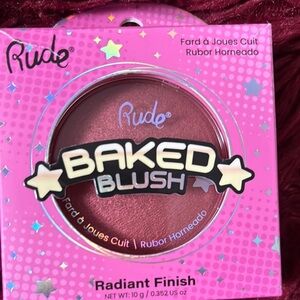 Rude®
Fard à Joues Cuit
Rubor Horneado
Rude®
BAKED
BLUSH
Fard à Joues Cuit | Rubor Horneado
Radiant Finish
NET WT: 10 g / 0.352 US oz